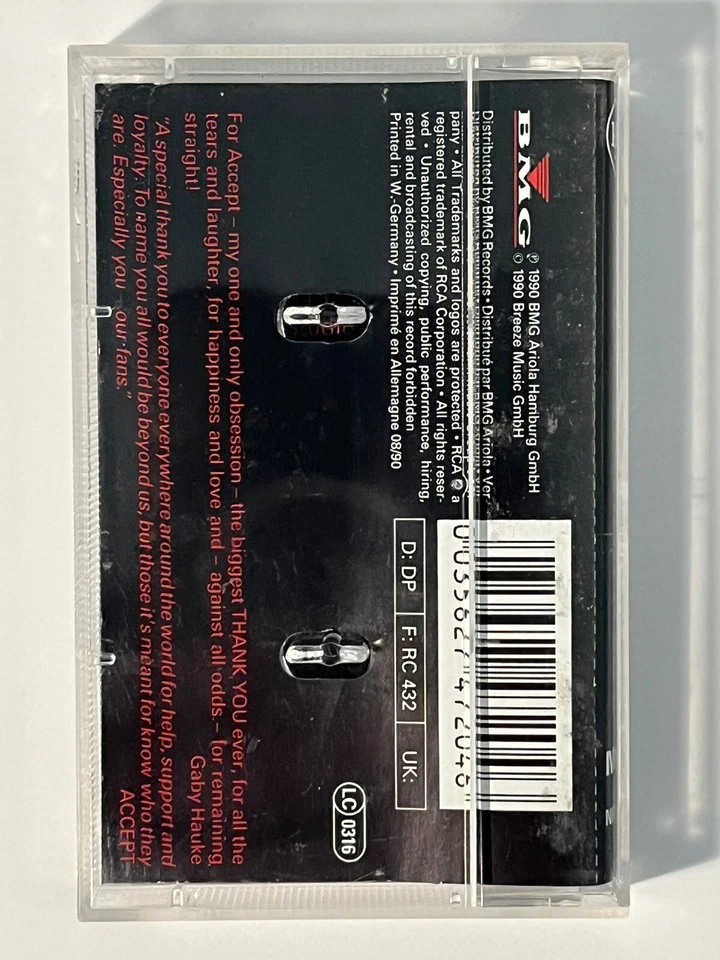 BMG
℗ 1990 BMG Ariola Hamburg GmbH
© 1990 Breeze Music GmbH
Distributed by BMG Records • Distribué par BMG Ariola • Ver-
pany • All Trademarks and logos are protected • RCA ® a
registered trademark of RCA Corporation • All rights reser-
ved • Unauthorized copying, public performance, hiring,
rental and broadcasting of this record forbidden
Printed in W.-Germany • Imprimé en Allemagne 08/90
D: DP F: RC 432 UK:
LC 0316
For Accept – my one and only obsession – the biggest THANK YOU ever, for all the
tears and laughter, for happiness and love and – against all odds – for remaining
straight!
Gaby Hauke
"A special thank you to everyone everywhere around the world for help, support and
loyalty. To name you all would be beyond us, but those it's meant for know who they
are. Especially you – our fans."
ACCEPT